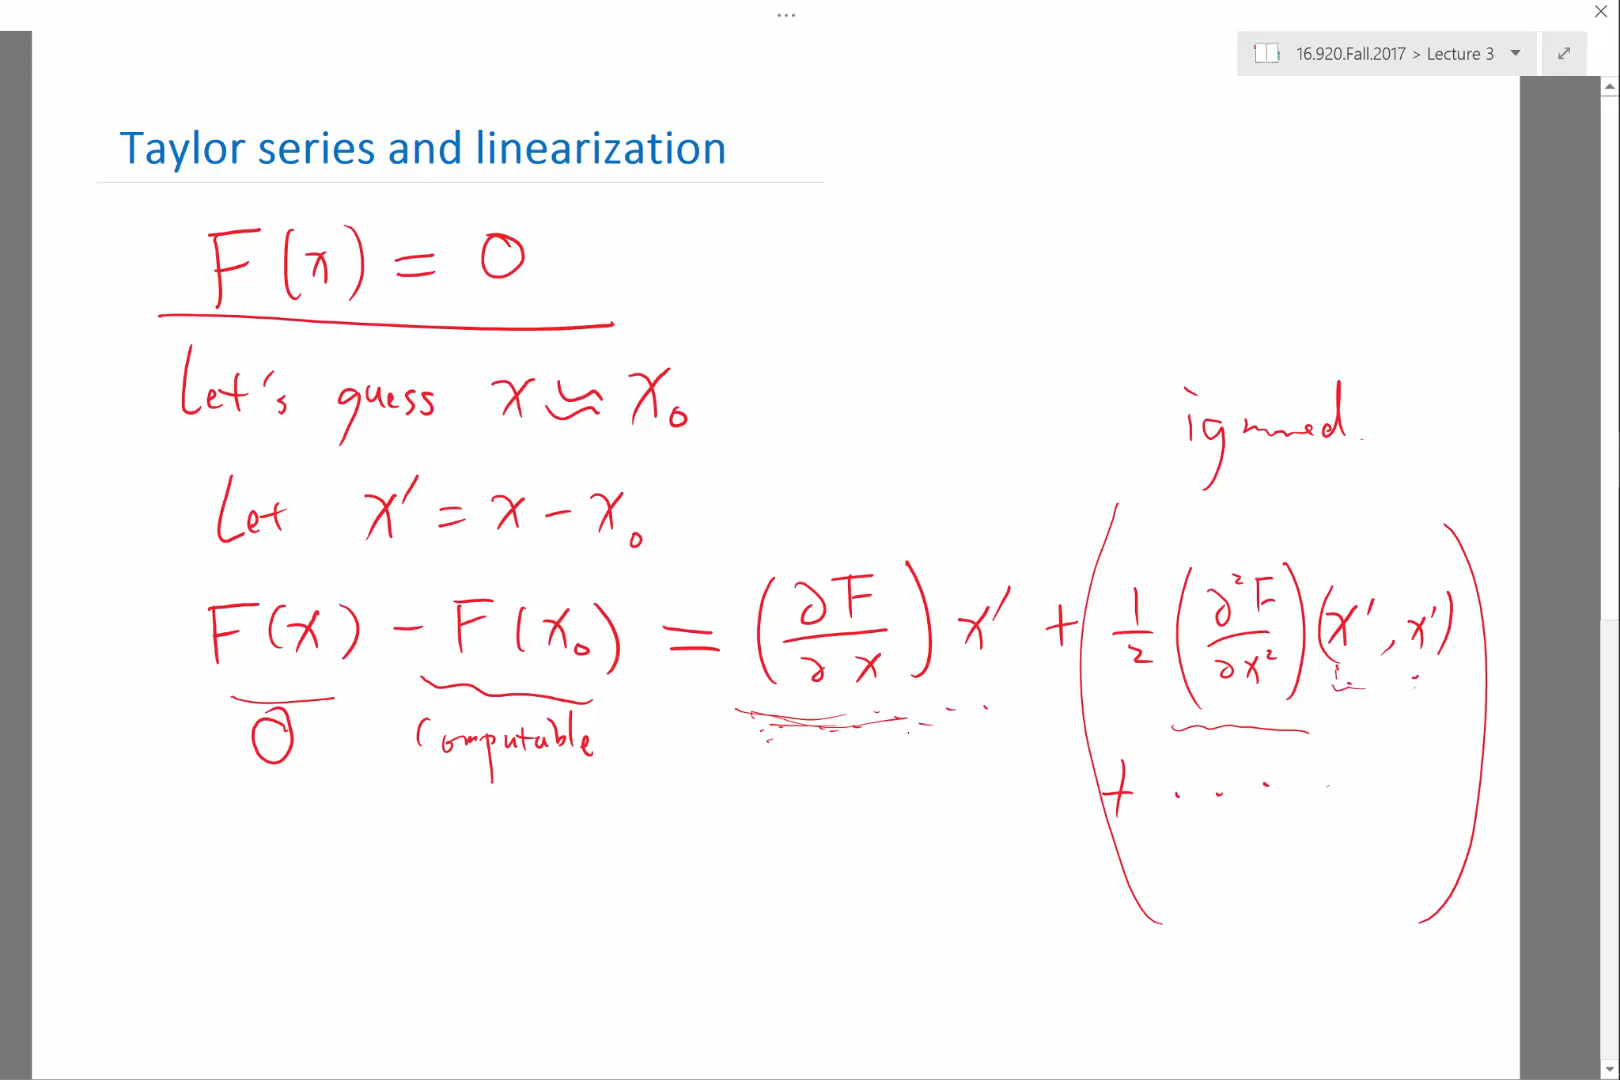 ...
16.920.Fall.2017 > Lecture 3
Taylor series and linearization
F(x) = 0
Let's guess x ≈ x₀
ignored.
Let x' = x - x₀
F(x) - F(x₀) = (∂F/∂x) x' + (1/2 (∂²F/∂x²) (x', x')
0 computable
+ ....)